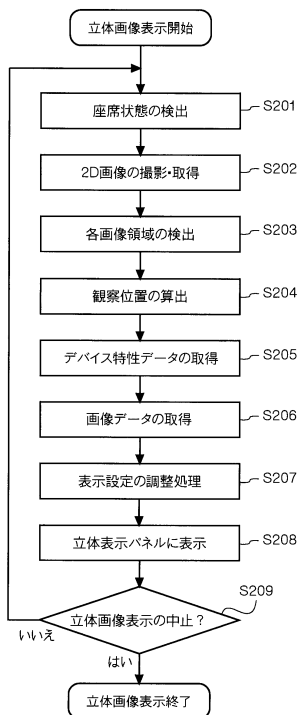 立体画像表示開始
座席状態の検出
S201
2D画像の撮影・取得
S202
各画像領域の検出
S203
観察位置の算出
S204
デバイス特性データの取得
S205
画像データの取得
S206
表示設定の調整処理
S207
立体表示パネルに表示
S208
S209
立体画像表示の中止？
いいえ
はい
立体画像表示終了